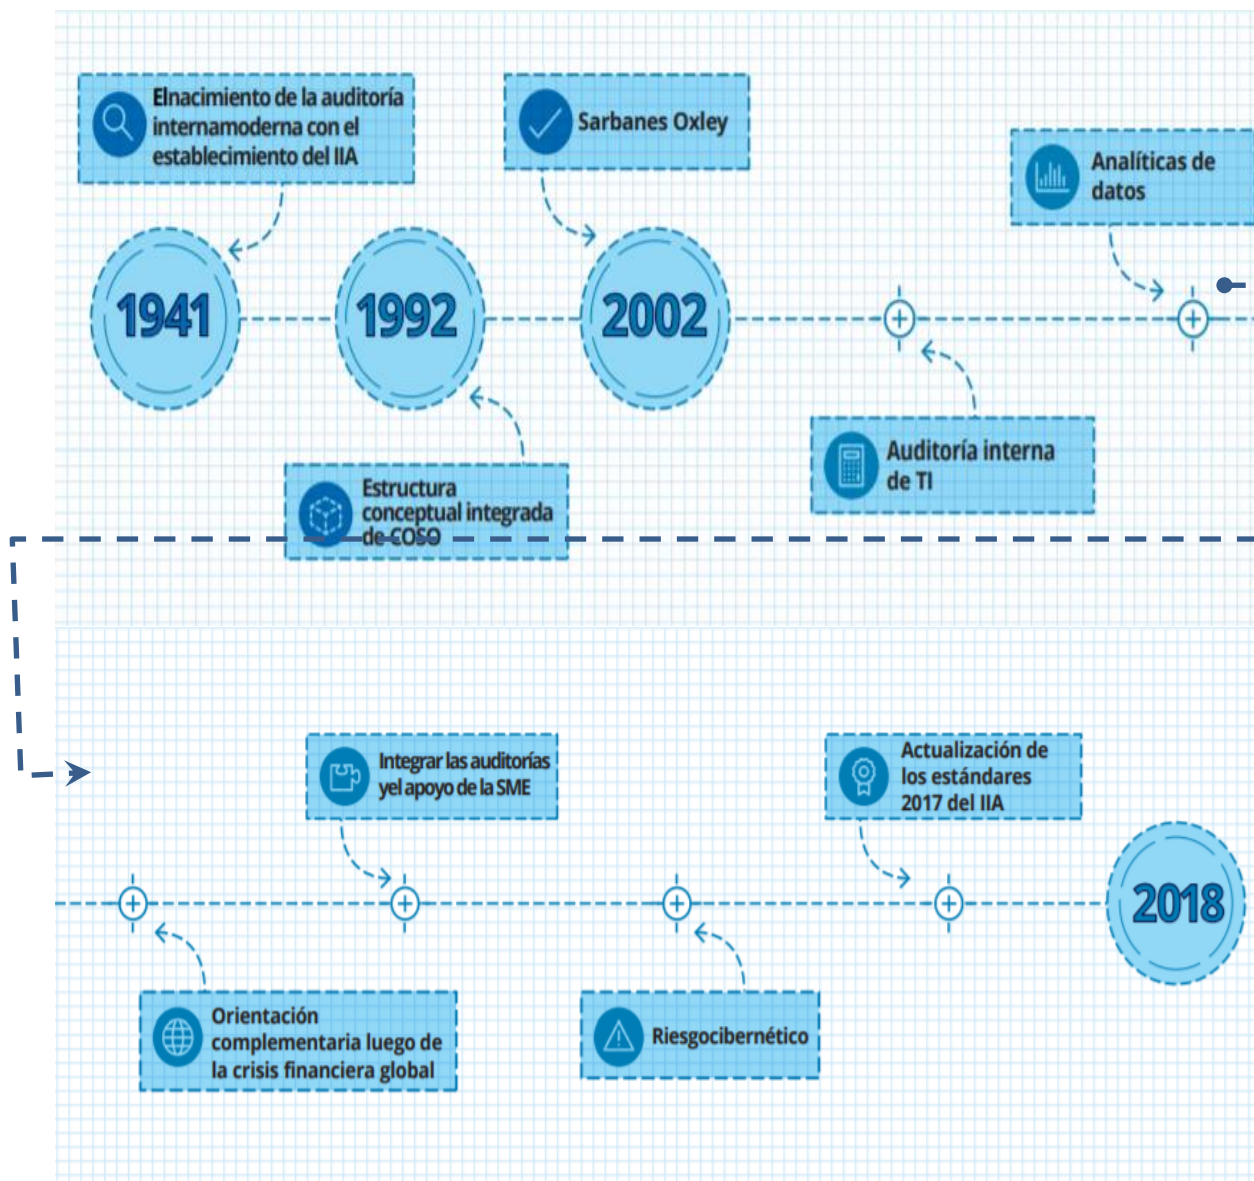 Elnacimiento de la auditoría
internamoderna con el
establecimiento del IIA
Sarbanes Oxley
Analíticas de
datos
1941
1992
2002
Estructura
conceptual integrada
de COSO
Auditoría interna
de TI
Integrar las auditorías
yel apoyo de la SME
Actualización de
los estándares
2017 del IIA
2018
Orientación
complementaria luego de
la crisis financiera global
Riesgocibernético